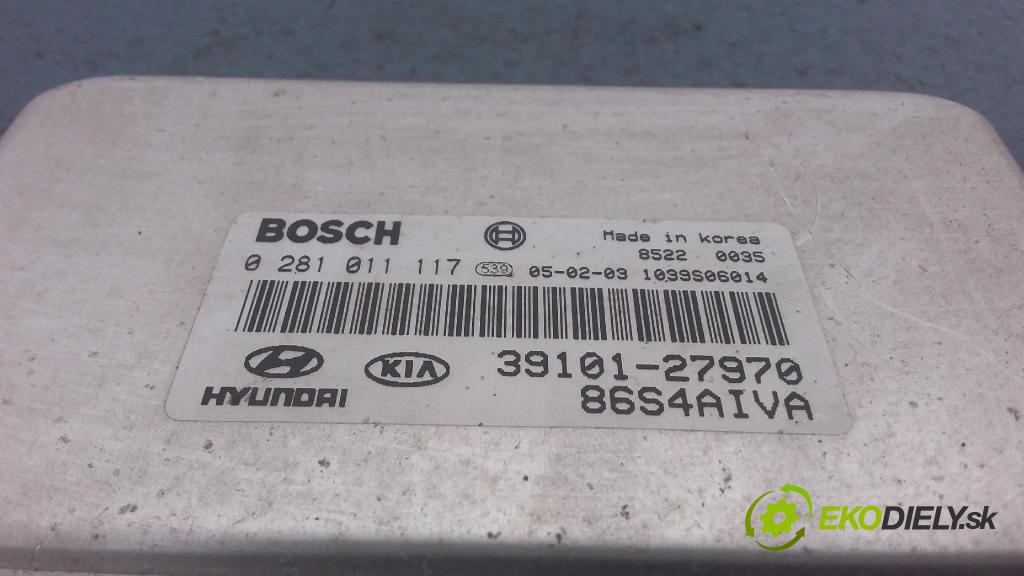 BOSCH
Made in korea
8522 0035
0 281 011 117 539 05-02-03 1039S06014
39101-27970
KIA
HYUNDAI
86S4AIVA
EKODIELY.sk